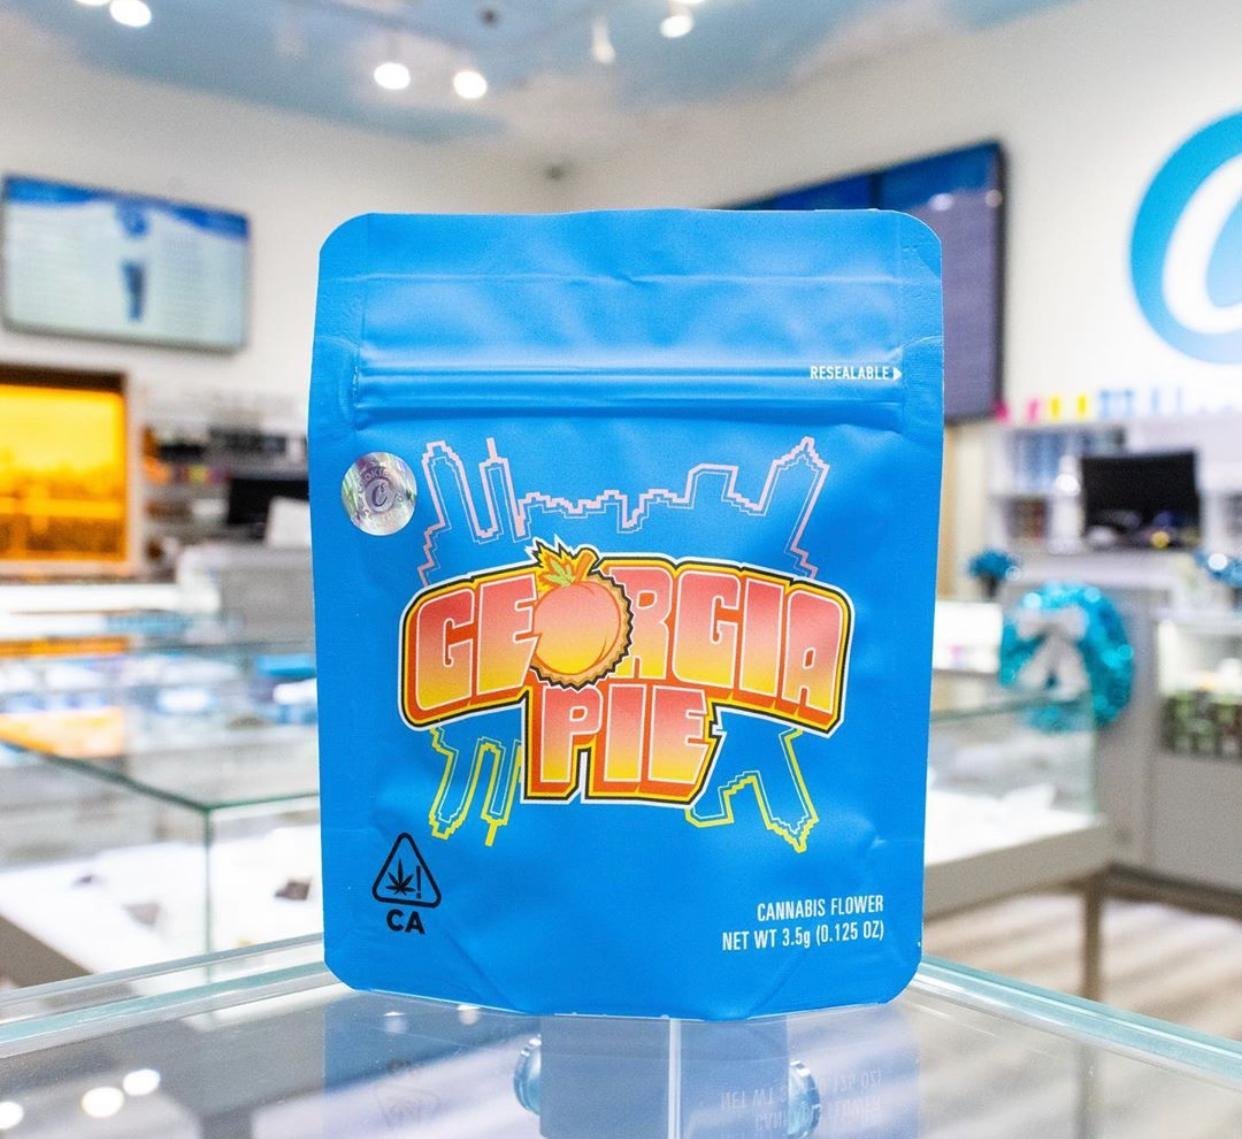 RESEALABLE
C
GEORGIA
PIE
CA
CANNABIS FLOWER
NET WT 3.5g (0.125 OZ)
C